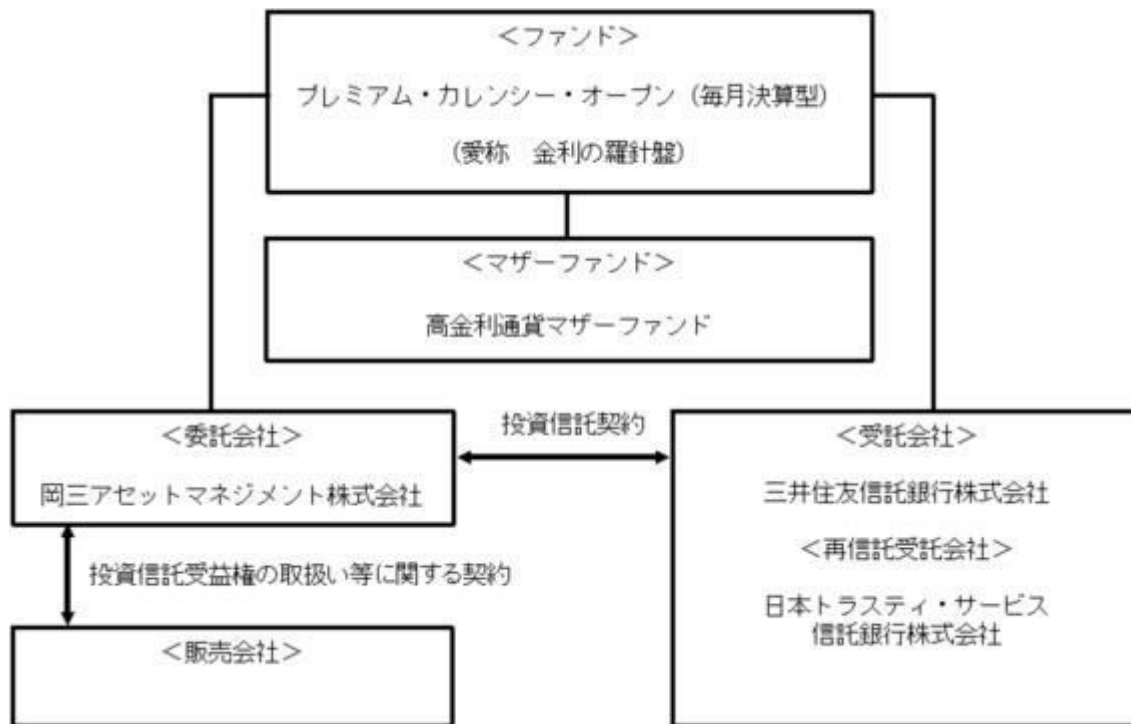 <ファンド>
プレミアム・カレンシー・オープン（毎月決算型）
（愛称　金利の羅針盤）
<マザーファンド>
高金利通貨マザーファンド
<委託会社>
岡三アセットマネジメント株式会社
投資信託契約
<受託会社>
三井住友信託銀行株式会社
<再信託受託会社>
日本トラスティ・サービス
信託銀行株式会社
投資信託受益権の取扱い等に関する契約
<販売会社>